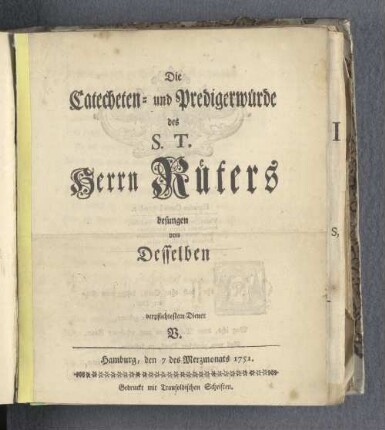 Die
Catecheten- und Predigerwürde
des
S. T.
Herrn Rüters
besungen
von
Desselben
verpflichtesten Diener
B.
Hamburg, den 7 des Merzmonats 1751.
Gedruckt mit Trausoldischen Schriften.
I
s,